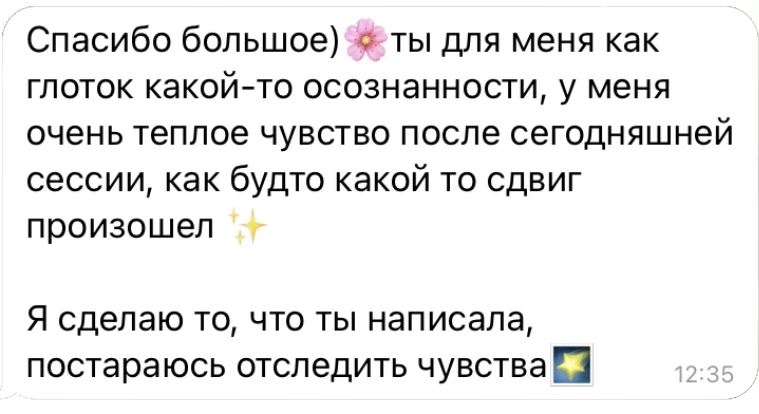 Спасибо большое)🌸ты для меня как
глоток какой-то осознанности, у меня
очень теплое чувство после сегодняшней
сессии, как будто какой то сдвиг
произошел ✨
Я сделаю то, что ты написала,
постараюсь отследить чувства🌠
12:35